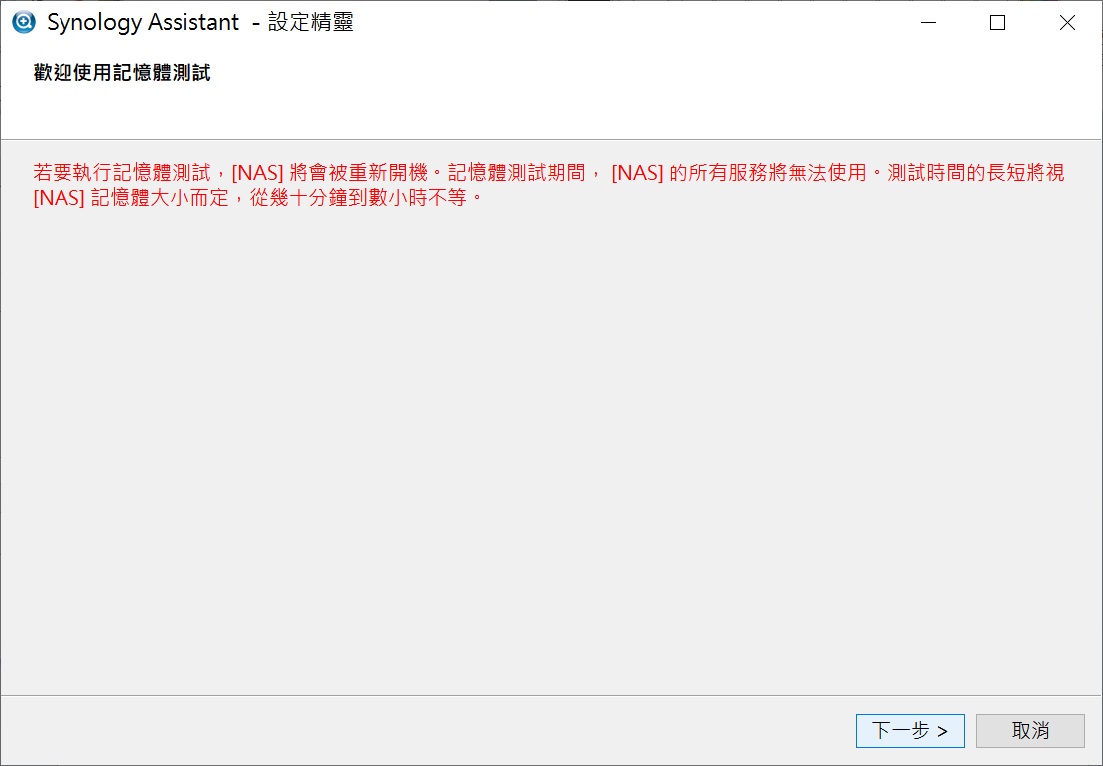 Synology Assistant - 設定精靈
歡迎使用記憶體測試
若要執行記憶體測試，[NAS] 將會被重新開機。記憶體測試期間， [NAS] 的所有服務將無法使用。測試時間的長短將視
[NAS] 記憶體大小而定，從幾十分鐘到數小時不等。
下一步 >
取消